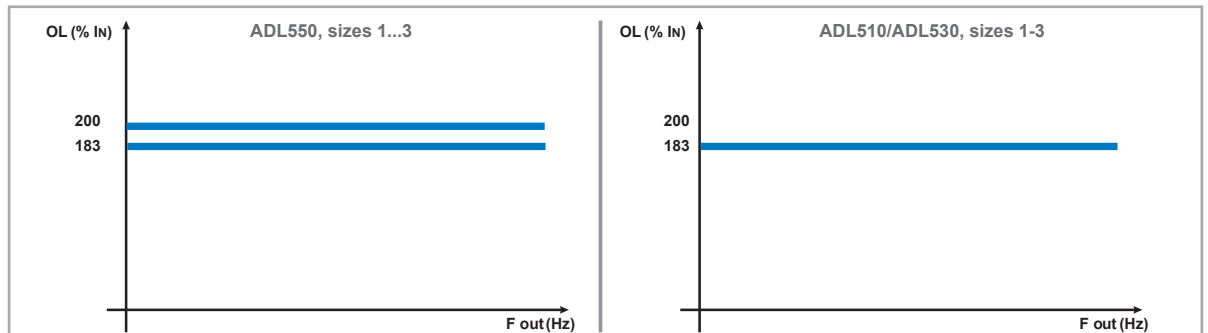 OL (% IN)
ADL550, sizes 1...3
200
183
F out (Hz)
OL (% IN)
ADL510/ADL530, sizes 1-3
200
183
F out (Hz)